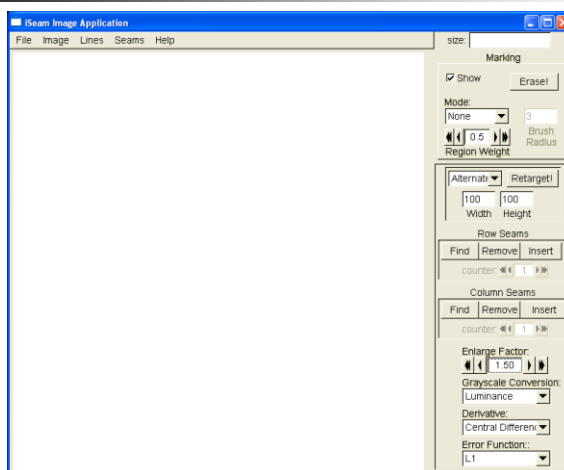 iSeam Image Application
File Image Lines Seams Help
size:
Marking
Show
Erase!
Mode:
None
3
0.5
Brush
Radius
Region Weight
Alternate
Retarget!
100 100
Width Height
Row Seams
Find Remove Insert
counter: 1
Column Seams
Find Remove Insert
counter: 1
Enlarge Factor:
1.50
Grayscale Conversion:
Luminance
Derivative:
Central Differenc
Error Function::
L1